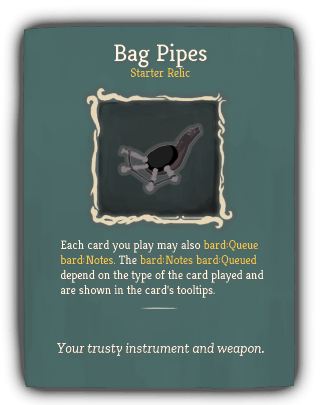 Bag Pipes
Starter Relic
Each card you play may also bard:Queue
bard:Notes. The bard:Notes bard:Queued
depend on the type of the card played and
are shown in the card's tooltips.
Your trusty instrument and weapon.